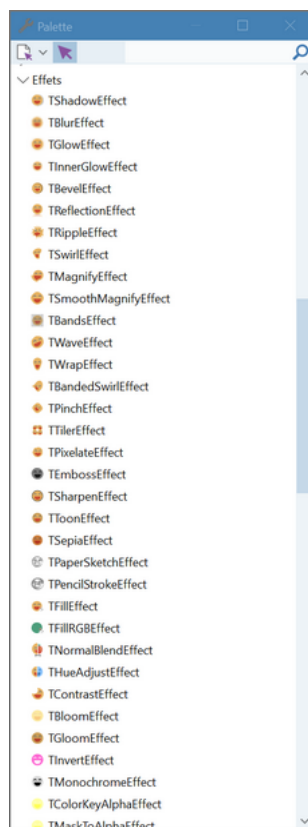 Palette
Effets
TShadowEffect
TBlurEffect
TGlowEffect
TInnerGlowEffect
TBevelEffect
TReflectionEffect
TRippleEffect
TSwirlEffect
TMagnifyEffect
TSmoothMagnifyEffect
TBandsEffect
TWaveEffect
TWrapEffect
TBandedSwirlEffect
TPinchEffect
TTilerEffect
TPixelateEffect
TEmbossEffect
TSharpenEffect
TToonEffect
TSepiaEffect
TPaperSketchEffect
TPencilStrokeEffect
TFillEffect
TFillRGBEffect
TNormalBlendEffect
THueAdjustEffect
TContrastEffect
TBloomEffect
TGloomEffect
TInvertEffect
TMonochromeEffect
TColorKeyAlphaEffect
TMaskToAlphaEffect